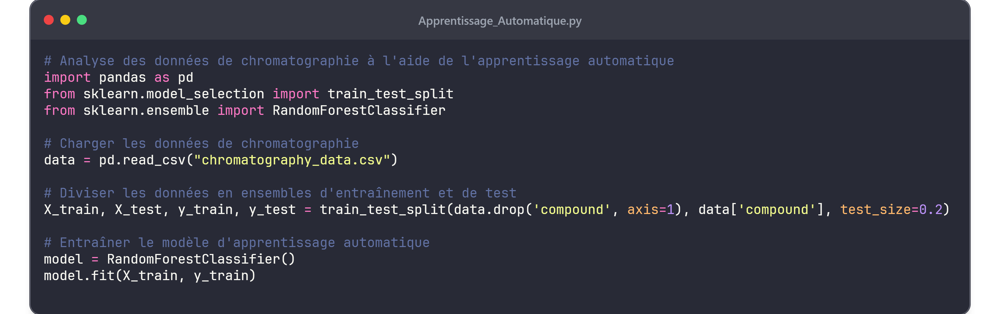 Apprentissage_Automatique.py
# Analyse des données de chromatographie à l'aide de l'apprentissage automatique
import pandas as pd
from sklearn.model_selection import train_test_split
from sklearn.ensemble import RandomForestClassifier
# Charger les données de chromatographie
data = pd.read_csv("chromatography_data.csv")
# Diviser les données en ensembles d'entraînement et de test
X_train, X_test, y_train, y_test = train_test_split(data.drop('compound', axis=1), data['compound'], test_size=0.2)
# Entraîner le modèle d'apprentissage automatique
model = RandomForestClassifier()
model.fit(X_train, y_train)